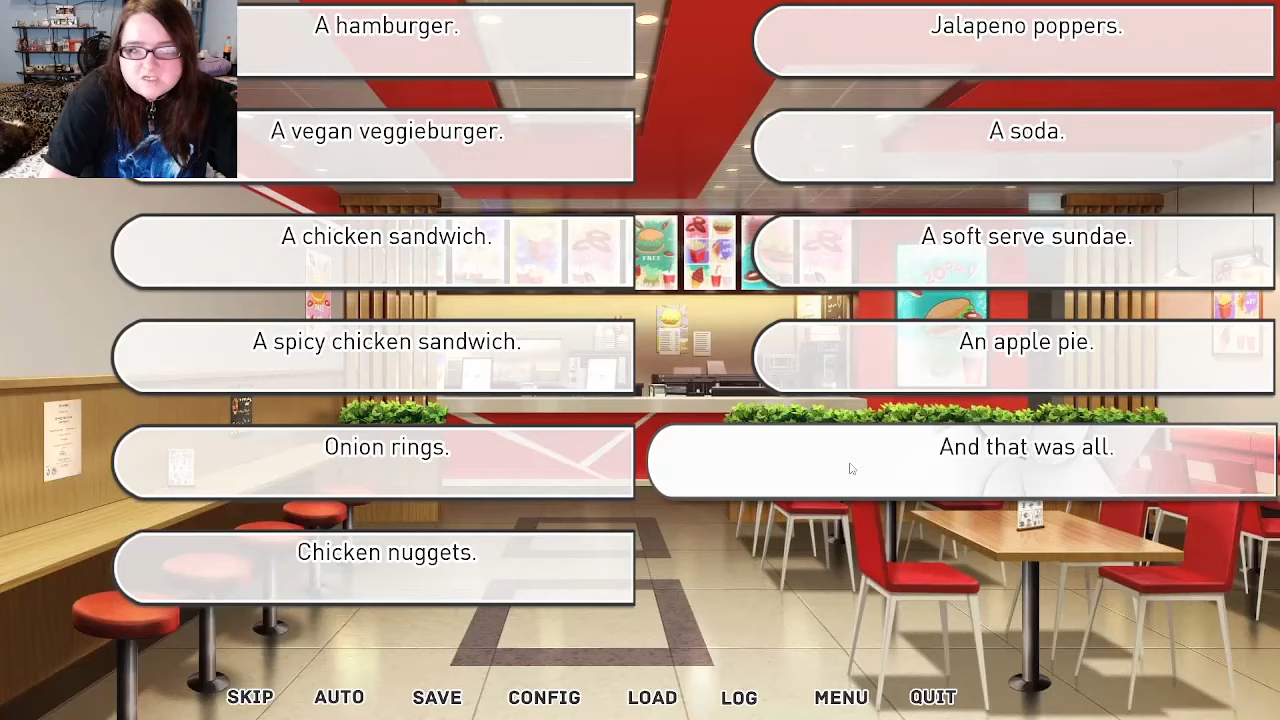 A hamburger.
Jalapeno poppers.
A vegan veggieburger.
A soda.
A chicken sandwich.
A soft serve sundae.
FREE
A spicy chicken sandwich.
An apple pie.
Onion rings.
And that was all.
Chicken nuggets.
SKIP AUTO SAVE CONFIG LOAD LOG MENU QUIT